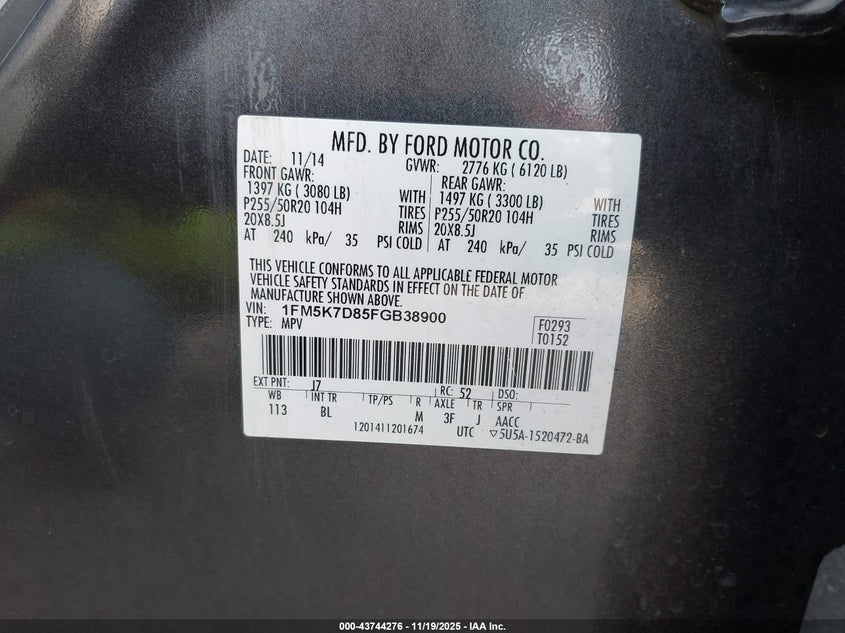 MFD. BY FORD MOTOR CO.
DATE: 11/14 GVWR: 2776 KG ( 6120 LB)
FRONT GAWR: REAR GAWR:
1397 KG ( 3080 LB) WITH 1497 KG ( 3300 LB) WITH
P255/50R20 104H TIRES P255/50R20 104H TIRES
20X8.5J RIMS 20X8.5J RIMS
AT 240 kPa/ 35 PSI COLD AT 240 kPa/ 35 PSI COLD
THIS VEHICLE CONFORMS TO ALL APPLICABLE FEDERAL MOTOR
VEHICLE SAFETY STANDARDS IN EFFECT ON THE DATE OF
MANUFACTURE SHOWN ABOVE.
VIN: 1FM5K7D85FGB38900
TYPE: MPV
F0293
T0152
EXT PNT: J7 RC: 52 DSO:
WB INT TR TP/PS R AXLE TR SPR
113 BL M 3F J AACC
1201411201674 UTC ▽5U5A-1520472-BA
000-43744276 - 11/19/2025 - IAA Inc.